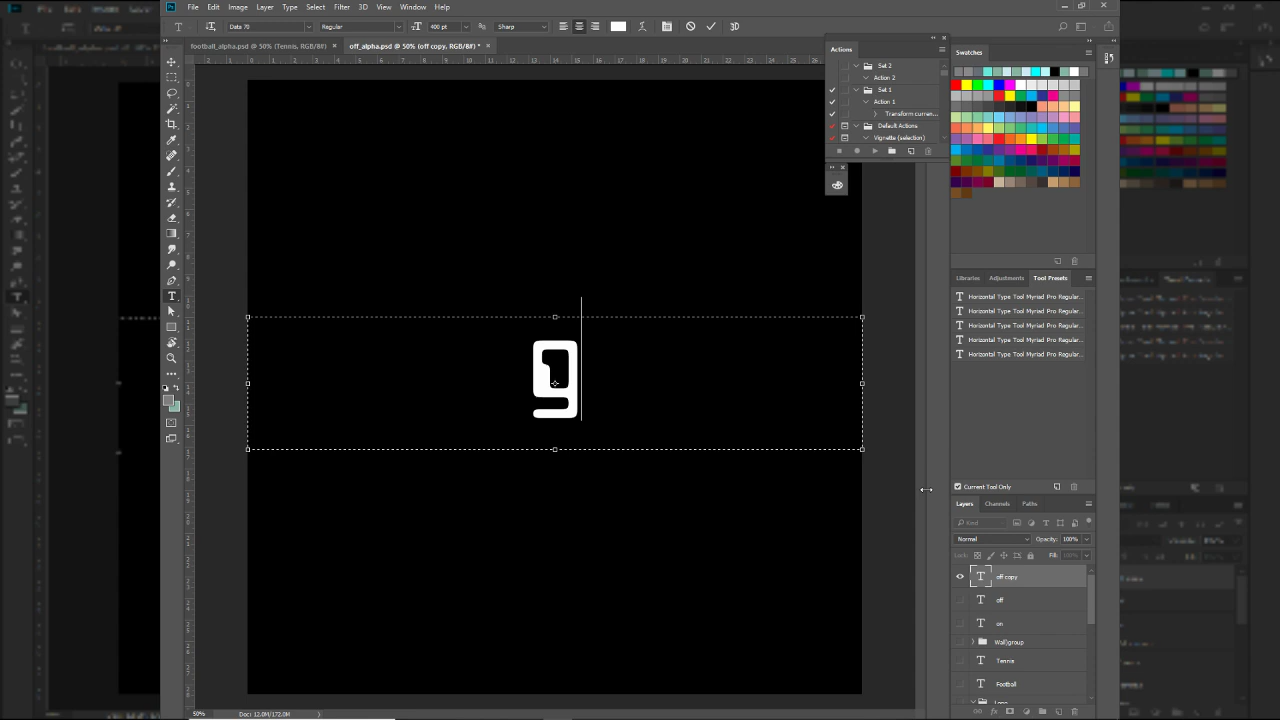 File Edit Image Layer Type Select Filter 3D View Window Help
Data 70 Regular 400 pt Sharp 3D
football_alpha.psd @ 50% (Tennis, RGB/8#) × off_alpha.psd @ 50% (off copy, RGB/8#) * ×
Actions
Set 2
Action 2
Set 1
Action 1
Transform curren...
Default Actions
Vignette (selection)
Swatches
Libraries Adjustments Tool Presets
Horizontal Type Tool Myriad Pro Regular...
Horizontal Type Tool Myriad Pro Regular...
Horizontal Type Tool Myriad Pro Regular...
Horizontal Type Tool Myriad Pro Regular...
Horizontal Type Tool Myriad Pro Regular...
g
Current Tool Only
Layers Channels Paths
Kind
Normal Opacity: 100%
Lock: Fill: 100%
off copy
off
on
Wall)group
Tennis
Football
Logo
50% Doc: 12.0M/172.0M